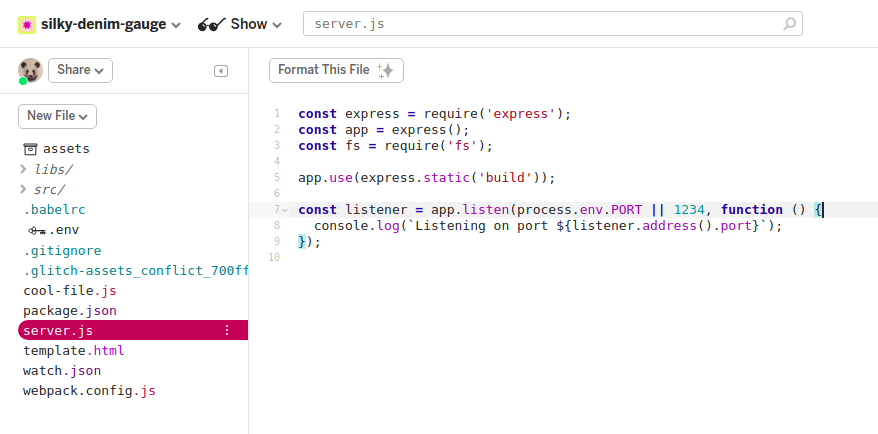 silky-denim-gauge Show server.js
Share
Format This File
New File
assets
libs/
src/
.babelrc
.env
.gitignore
.glitch-assets_conflict_700ff
cool-file.js
package.json
server.js
template.html
watch.json
webpack.config.js
1 const express = require('express');
2 const app = express();
3 const fs = require('fs');
4
5 app.use(express.static('build'));
6
7 const listener = app.listen(process.env.PORT || 1234, function () {
8   console.log(`Listening on port ${listener.address().port}`);
9 });
10